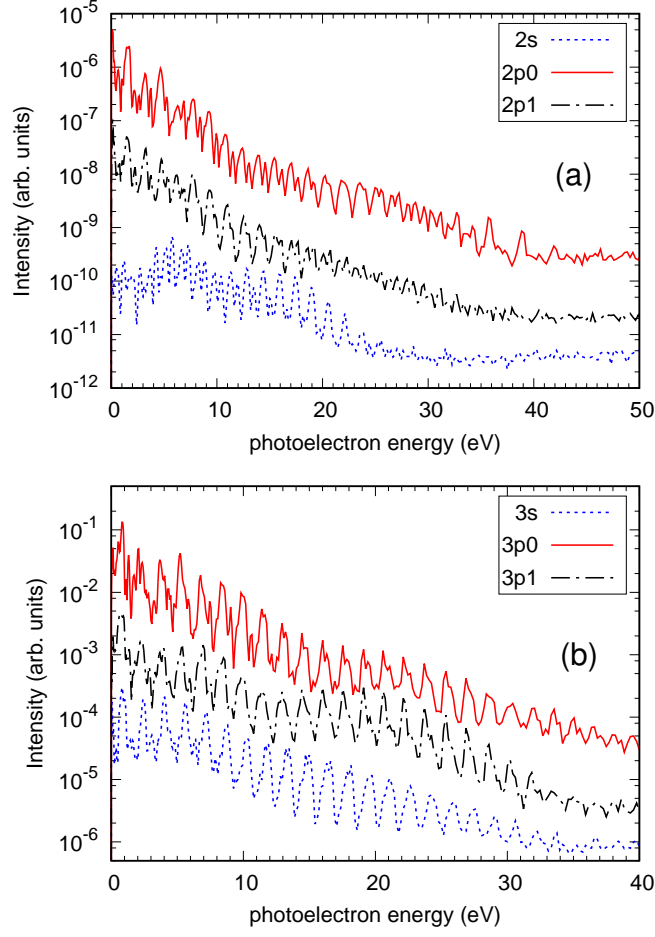 10^-5
10^-6
10^-7
10^-8
10^-9
10^-10
10^-11
10^-12
Intensity (arb. units)
2s
2p0
2p1
(a)
0 10 20 30 40 50
photoelectron energy (eV)
10^-1
10^-2
10^-3
10^-4
10^-5
10^-6
Intensity (arb. units)
3s
3p0
3p1
(b)
0 10 20 30 40
photoelectron energy (eV)